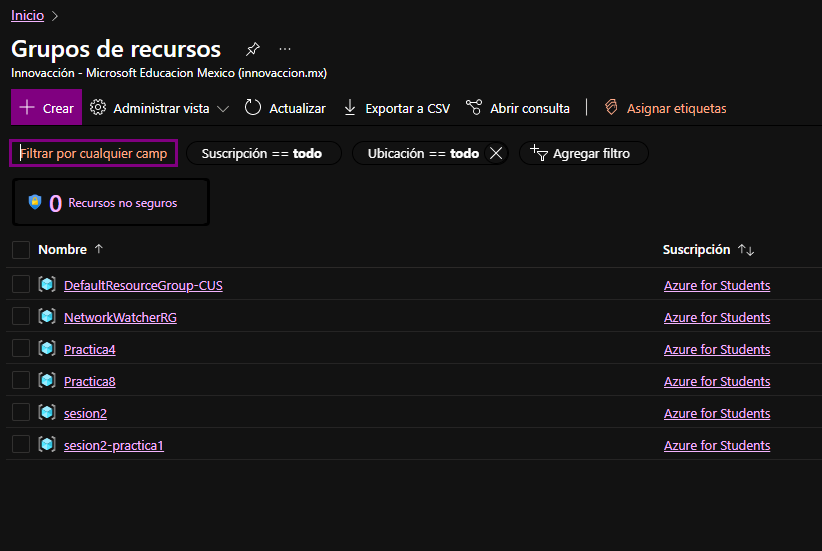 Inicio
Grupos de recursos
Innovacción - Microsoft Educacion Mexico (innovaccion.mx)
Crear Administrar vista Actualizar Exportar a CSV Abrir consulta Asignar etiquetas
Filtrar por cualquier camp Suscripción == todo Ubicación == todo Agregar filtro
0 Recursos no seguros
Nombre Suscripción
DefaultResourceGroup-CUS Azure for Students
NetworkWatcherRG Azure for Students
Practica4 Azure for Students
Practica8 Azure for Students
sesion2 Azure for Students
sesion2-practica1 Azure for Students